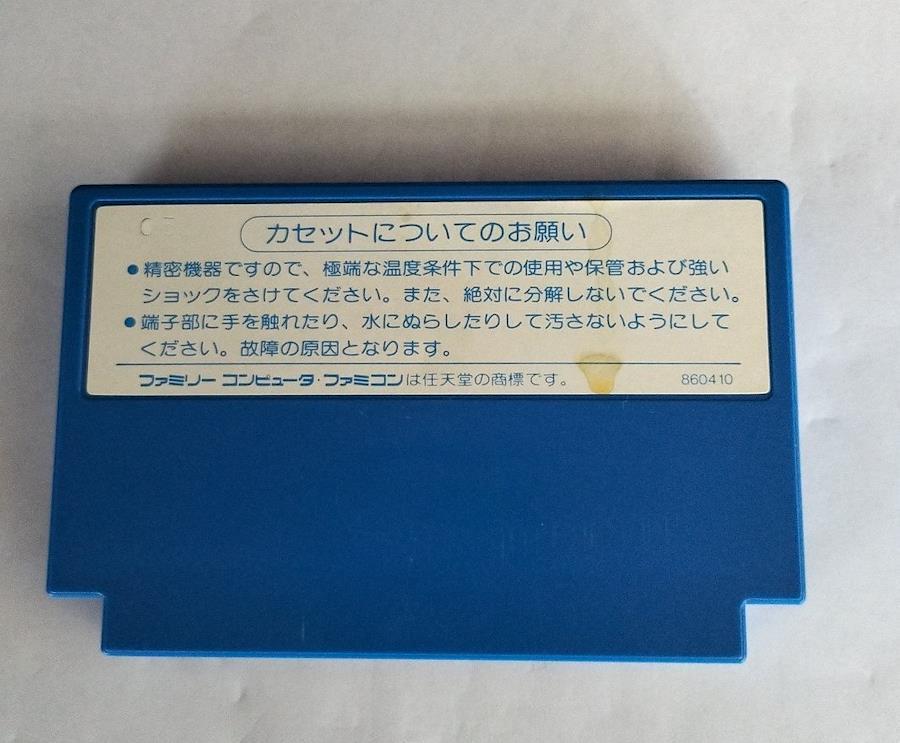 カセットについてのお願い
●精密機器ですので、極端な温度条件下での使用や保管および強い
ショックをさけてください。また、絶対に分解しないでください。
●端子部に手を触れたり、水にぬらしたりして汚さないようにして
ください。故障の原因となります。
ファミリー コンピュータ・ファミコンは任天堂の商標です。 860410